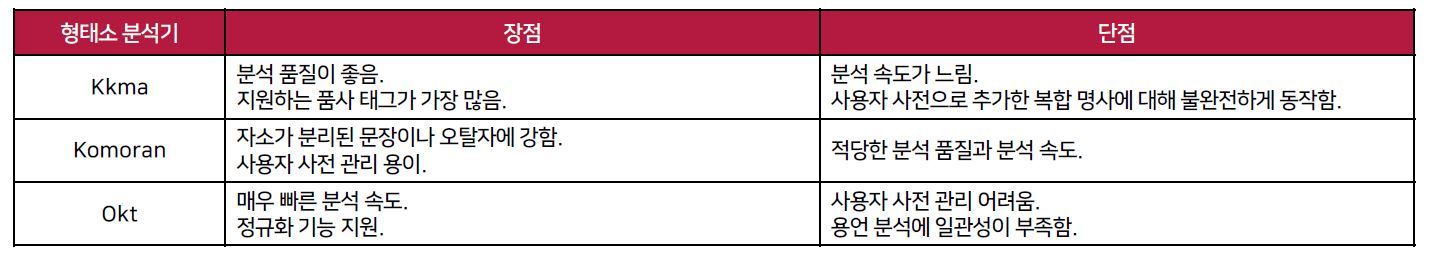 형태소 분석기 장점 단점
Kkma
분석 품질이 좋음.
지원하는 품사 태그가 가장 많음.
분석 속도가 느림.
사용자 사전으로 추가한 복합 명사에 대해 불완전하게 동작함.
Komoran
자소가 분리된 문장이나 오탈자에 강함.
사용자 사전 관리 용이.
적당한 분석 품질과 분석 속도.
Okt
매우 빠른 분석 속도.
정규화 기능 지원.
사용자 사전 관리 어려움.
용언 분석에 일관성이 부족함.